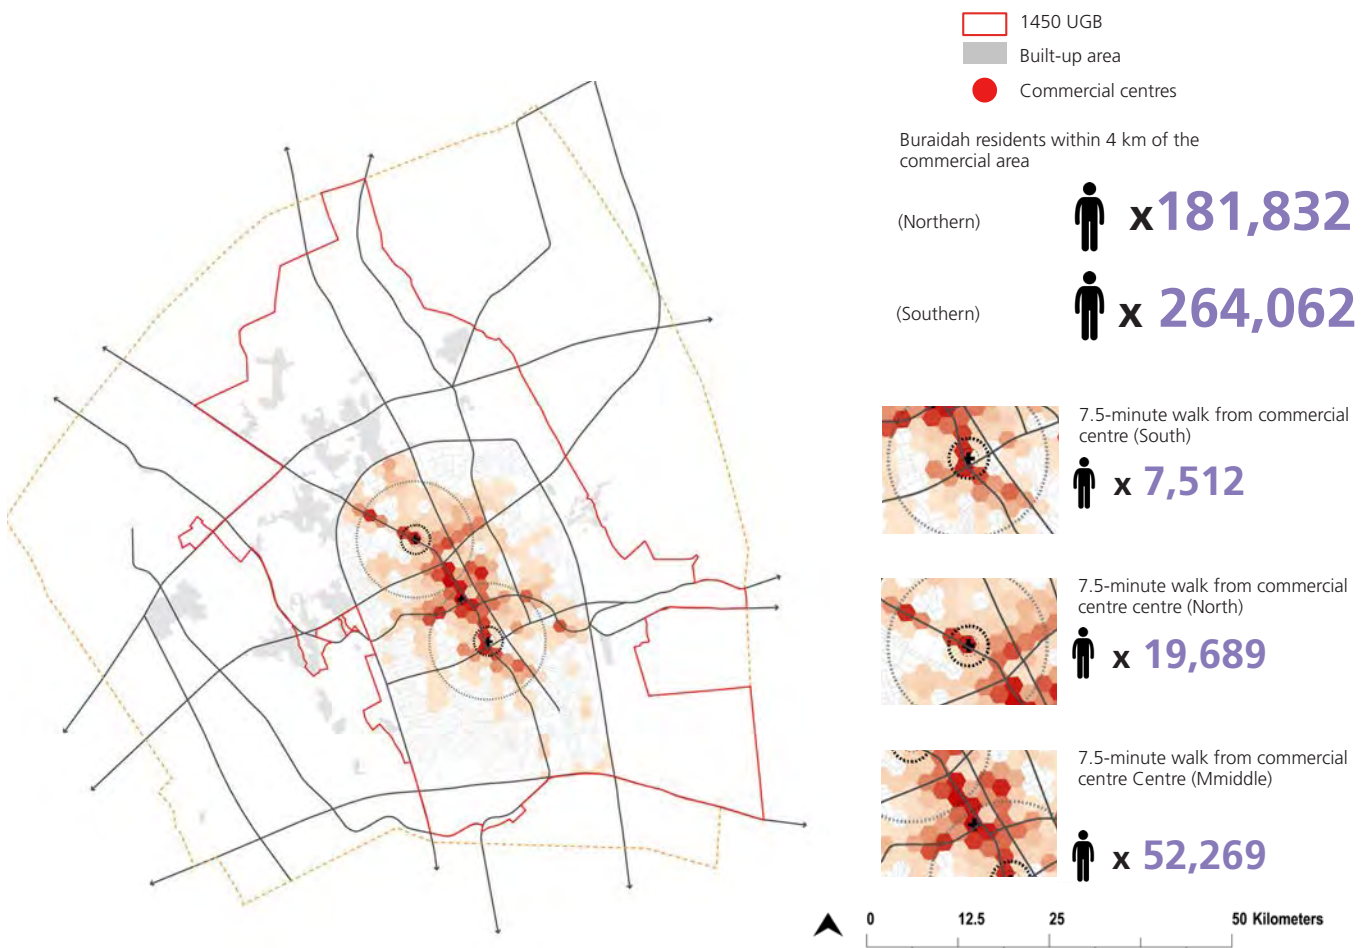 1450 UGB
Built-up area
Commercial centres
Buraidah residents within 4 km of the
commercial area
(Northern)
x 181,832
(Southern)
x 264,062
7.5-minute walk from commercial
centre (South)
x 7,512
7.5-minute walk from commercial
centre centre (North)
x 19,689
7.5-minute walk from commercial
centre Centre (Mmiddle)
x 52,269
0 12.5 25 50 Kilometers